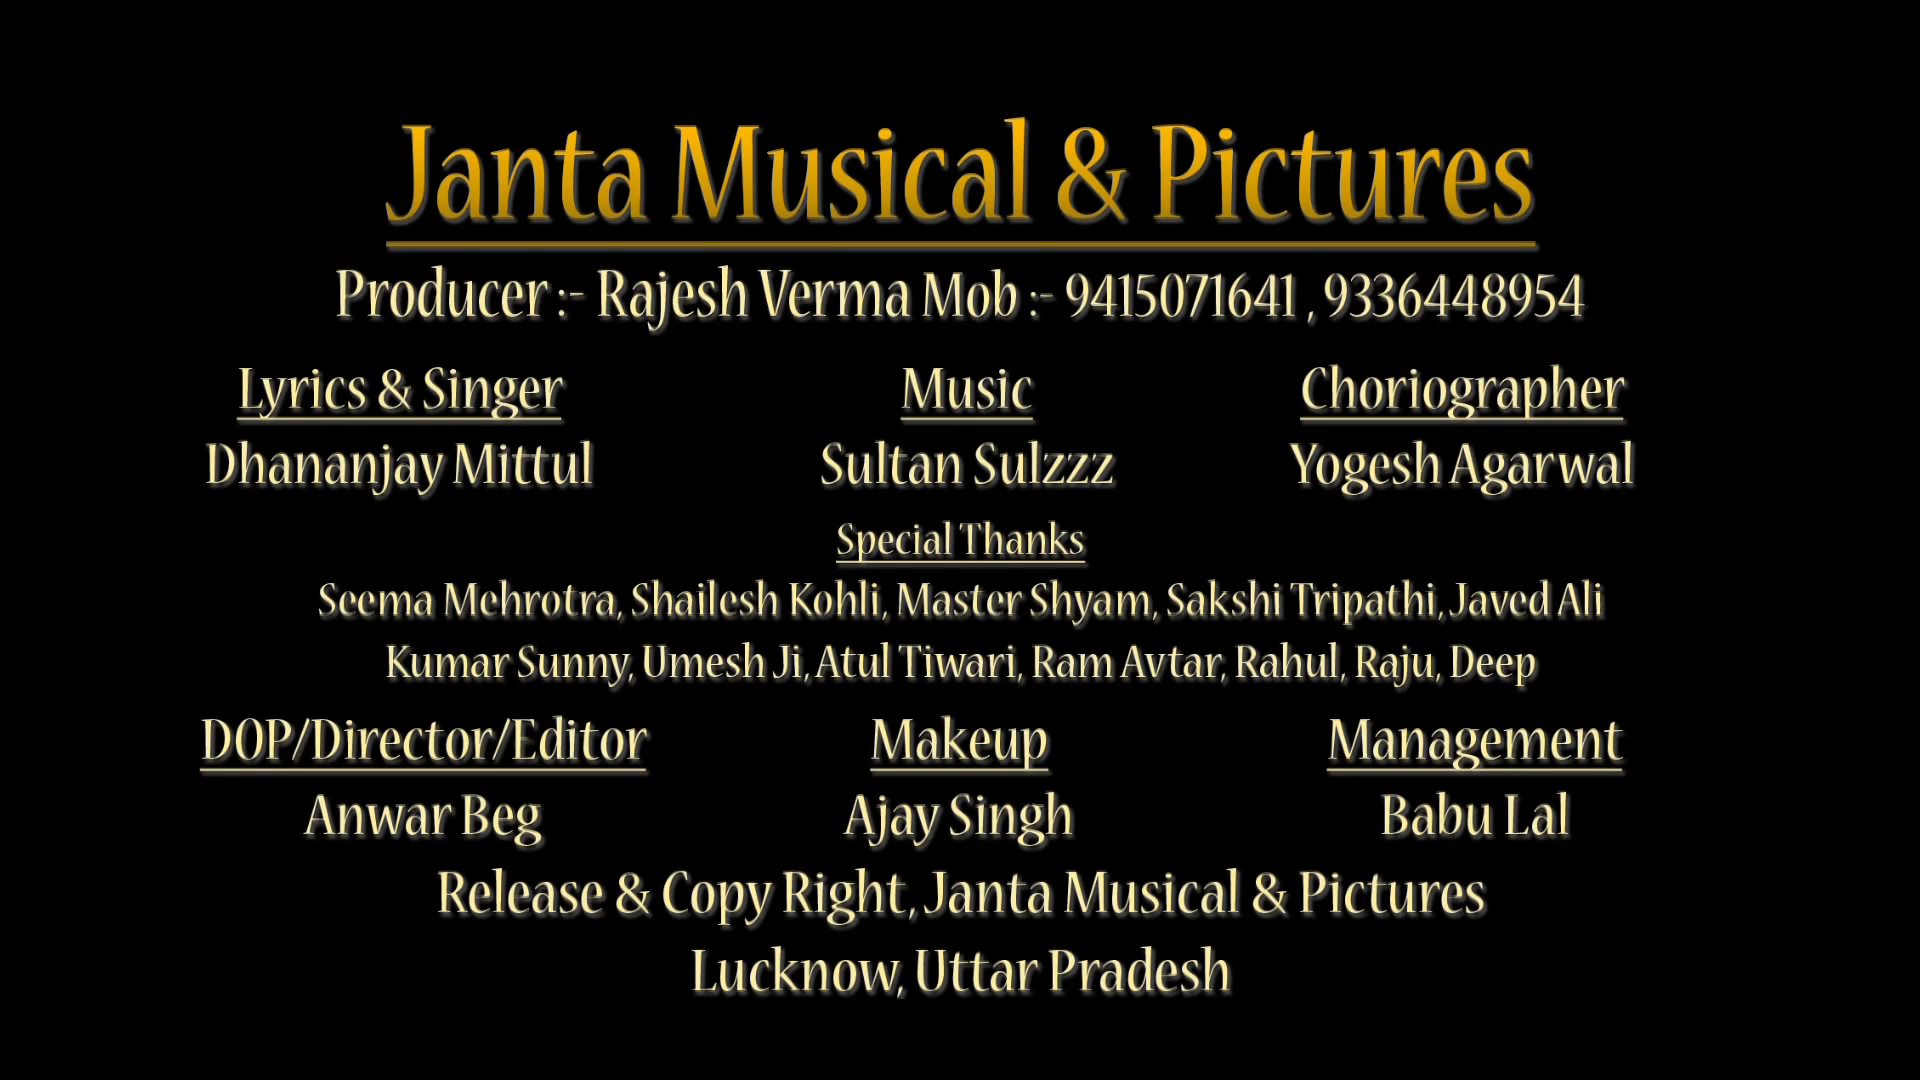 Janta Musical & Pictures
Producer :- Rajesh Verma Mob :- 9415071641 , 9336448954
Lyrics & Singer Music Choriographer
Dhananjay Mittul Sultan Sulzzz Yogesh Agarwal
Special Thanks
Seema Mehrotra, Shailesh Kohli, Master Shyam, Sakshi Tripathi, Javed Ali
Kumar Sunny, Umesh Ji, Atul Tiwari, Ram Avtar, Rahul, Raju, Deep
DOP/Director/Editor Makeup Management
Anwar Beg Ajay Singh Babu Lal
Release & Copy Right, Janta Musical & Pictures
Lucknow, Uttar Pradesh